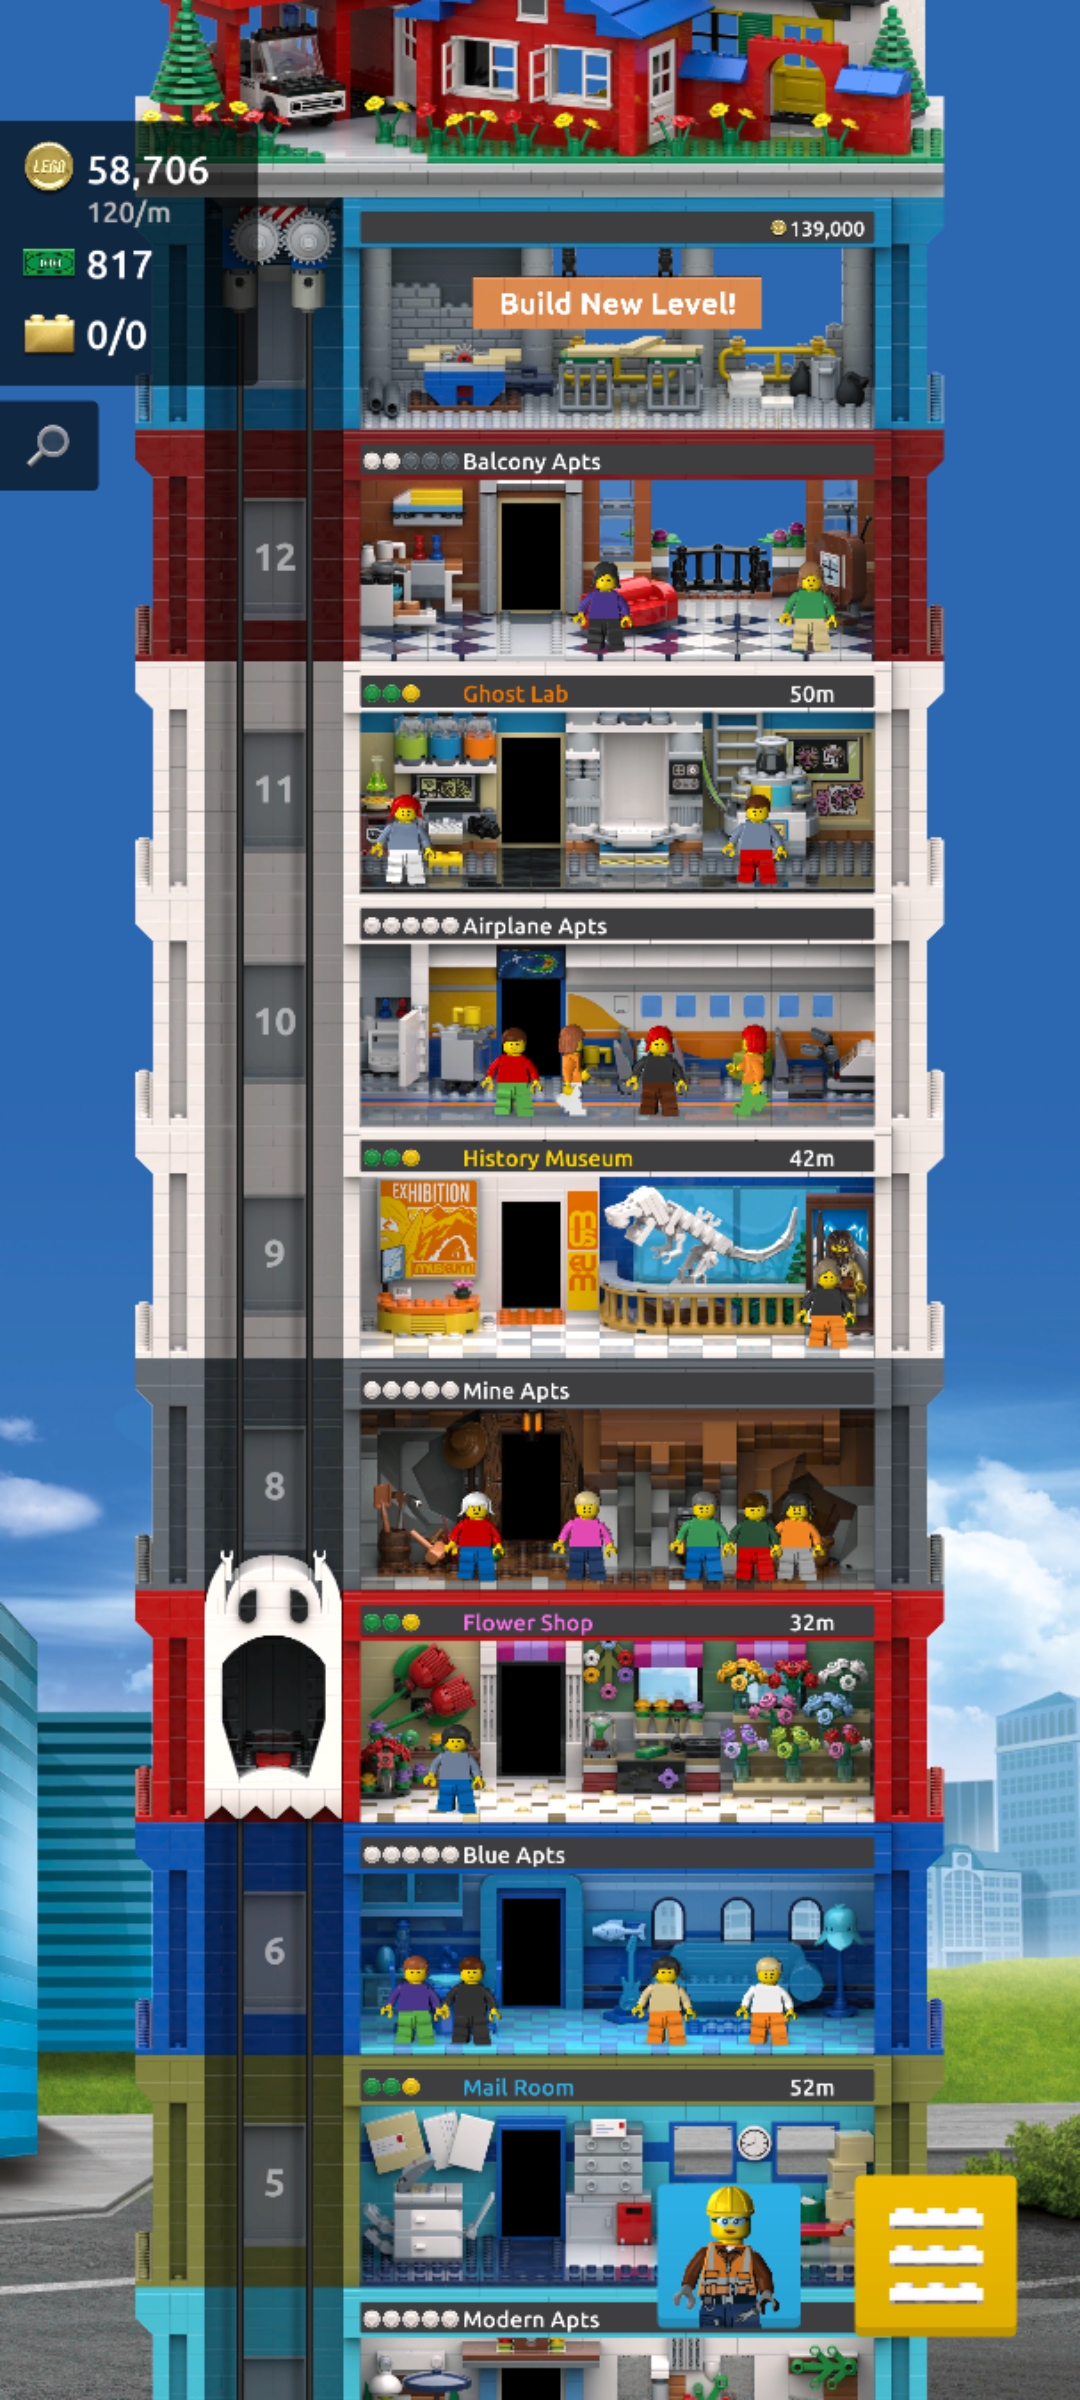 LEGO
58,706
120/m
817
0/0
139,000
Build New Level!
Balcony Apts
12
Ghost Lab 50m
11
Airplane Apts
10
History Museum 42m
EXHIBITION
museum
mus
eum
9
Mine Apts
8
Flower Shop 32m
Blue Apts
6
Mail Room 52m
5
Modern Apts